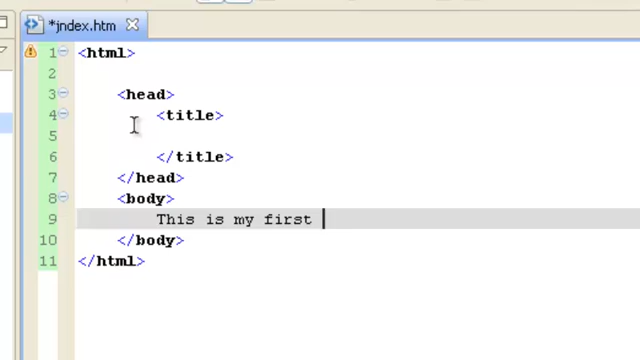 *index.htm
1 <html>
2
3 <head>
4 <title>
5
6 </title>
7 </head>
8 <body>
9 This is my first
10 </body>
11 </html>